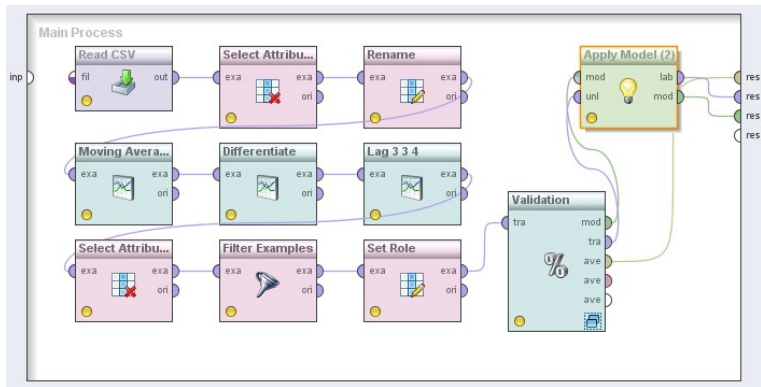 Main Process
Read CSV
fil out
Select Attribu...
exa exa
ori
Rename
exa exa
ori
Apply Model (2)
mod lab
unl mod
inp
res
res
res
res
Moving Avera...
exa exa
ori
Differentiate
exa exa
ori
Lag 3 3 4
exa exa
ori
Validation
tra mod
tra
ave
ave
ave
%
Select Attribu...
exa exa
ori
Filter Examples
exa exa
ori
Set Role
exa exa
ori